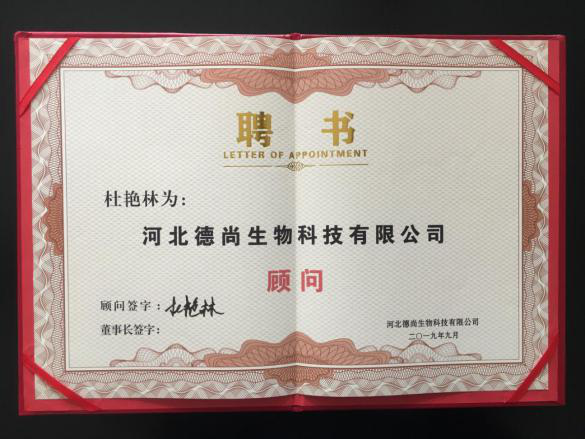 聘书
LETTER OF APPOINTMENT
杜艳林为:
河北德尚生物科技有限公司
顾问
顾问签字:杜艳林
董事长签字:
河北德尚生物科技有限公司
二〇一九年九月